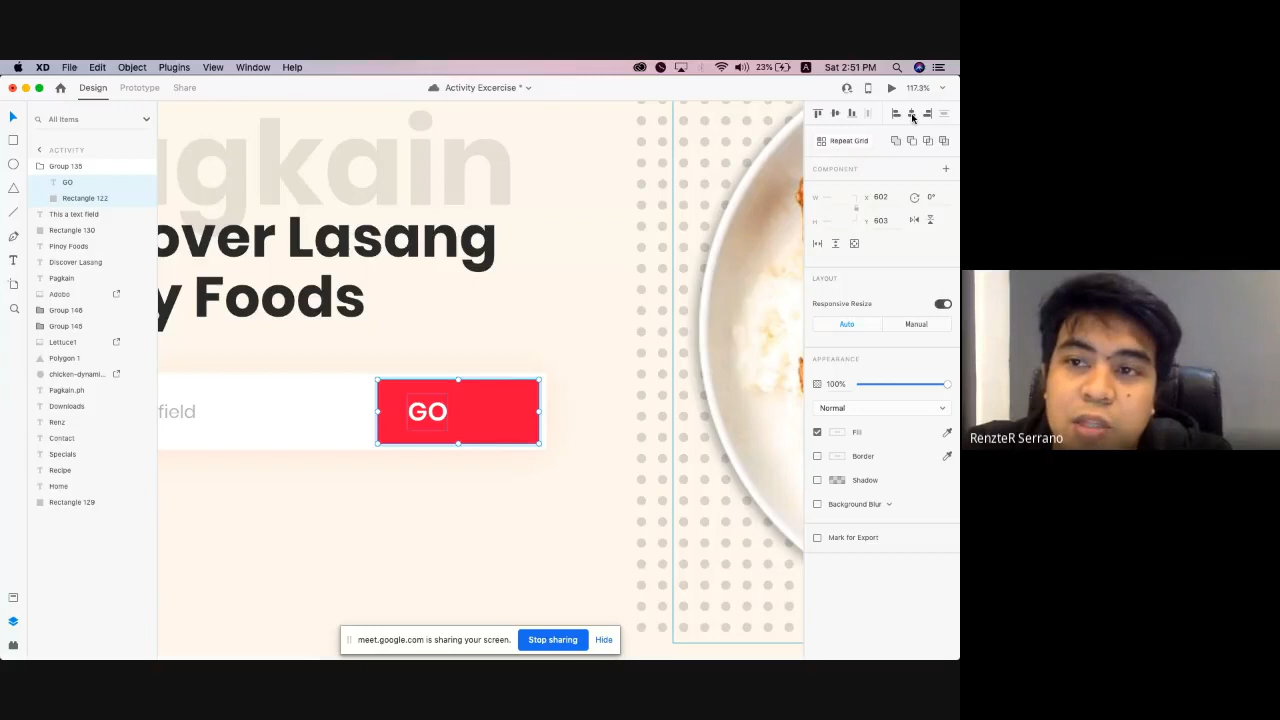 XD File Edit Object Plugins View Window Help
23% A Sat 2:51 PM
Design Prototype Share
Activity Excercise *
117.3%
All Items
ACTIVITY
Group 135
GO
Rectangle 122
This a text field
Rectangle 130
Pinoy Foods
Discover Lasang
Pagkain
Adobo
Group 146
Group 145
Lettuce1
Polygon 1
chicken-dynami...
Pagkain.ph
Downloads
Renz
Contact
Specials
Recipe
Home
Rectangle 129
agkain
over Lasang
y Foods
field
GO
Repeat Grid
COMPONENT
W X 602 0°
H Y 603
LAYOUT
Responsive Resize
Auto Manual
APPEARANCE
100%
Normal
Fill
Border
Shadow
Background Blur
Mark for Export
meet.google.com is sharing your screen. Stop sharing Hide
RenzteR Serrano